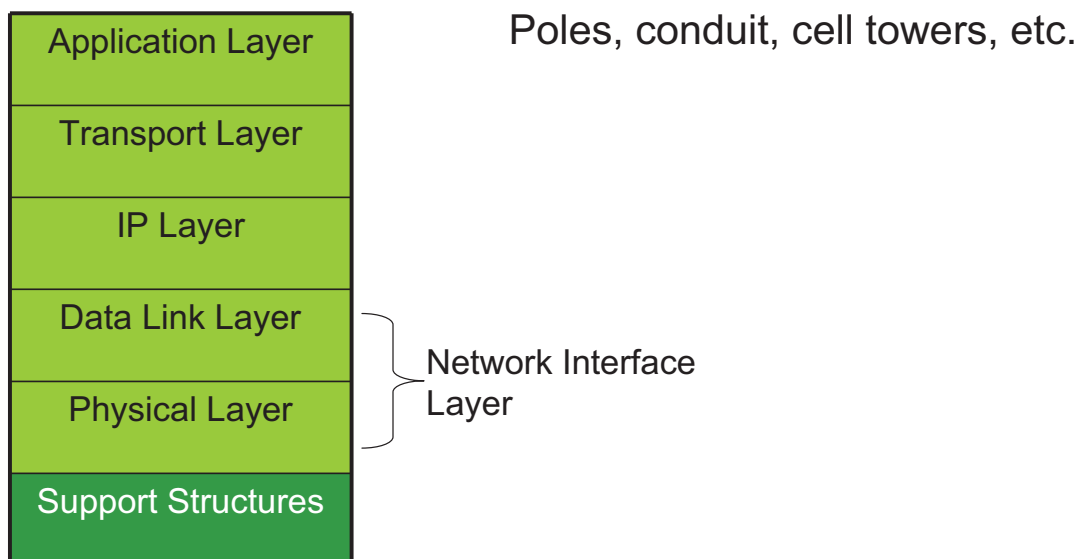 Poles, conduit, cell towers, etc.
Application Layer
Transport Layer
IP Layer
Data Link Layer
Network Interface
Layer
Physical Layer
Support Structures